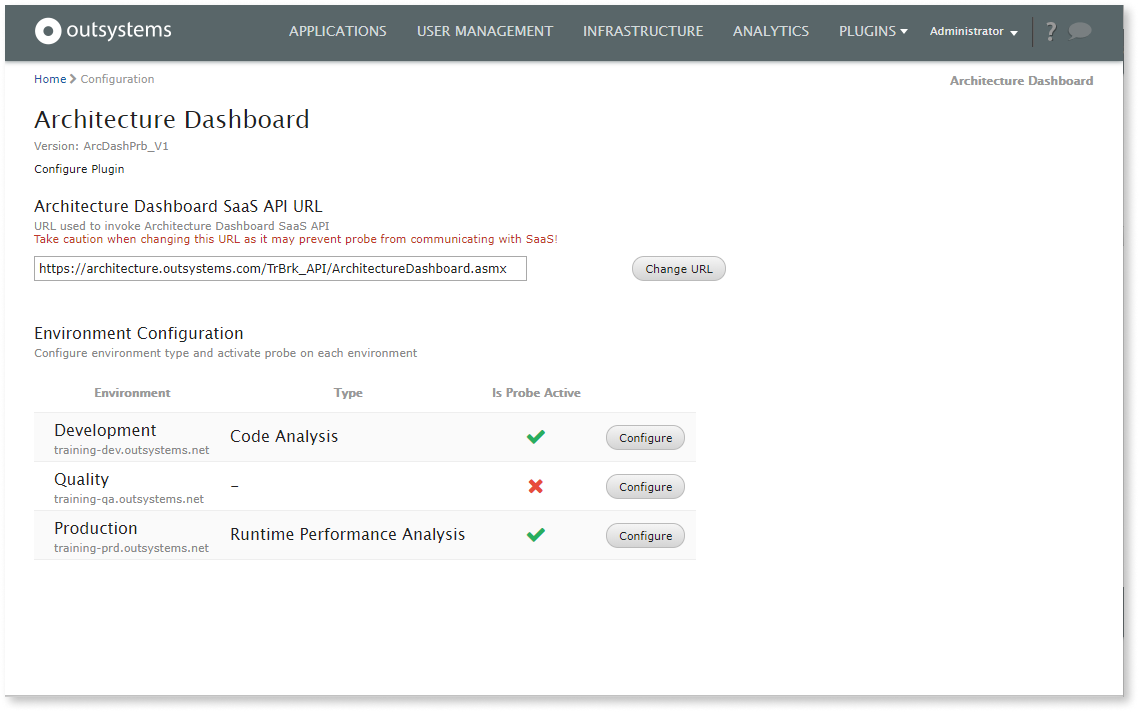 outsystems APPLICATIONS USER MANAGEMENT INFRASTRUCTURE ANALYTICS PLUGINS Administrator ?
Home Configuration Architecture Dashboard
Architecture Dashboard
Version: ArcDashPrb_V1
Configure Plugin
Architecture Dashboard SaaS API URL
URL used to invoke Architecture Dashboard SaaS API
Take caution when changing this URL as it may prevent probe from communicating with SaaS!
https://architecture.outsystems.com/TrBrk_API/ArchitectureDashboard.asmx Change URL
Environment Configuration
Configure environment type and activate probe on each environment
Environment Type Is Probe Active
Development Code Analysis Configure
training-dev.outsystems.net
Quality – Configure
training-qa.outsystems.net
Production Runtime Performance Analysis Configure
training-prd.outsystems.net